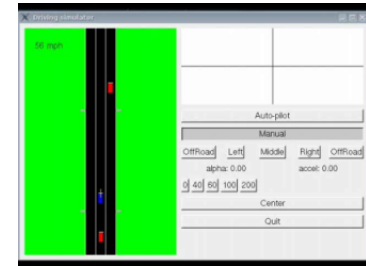 Driving simulator
56 mph
Auto-pilot
Manual
OffRoad Left Middle Right OffRoad
alpha: 0.00 accel: 0.00
0 40 60 100 200
Center
Quit